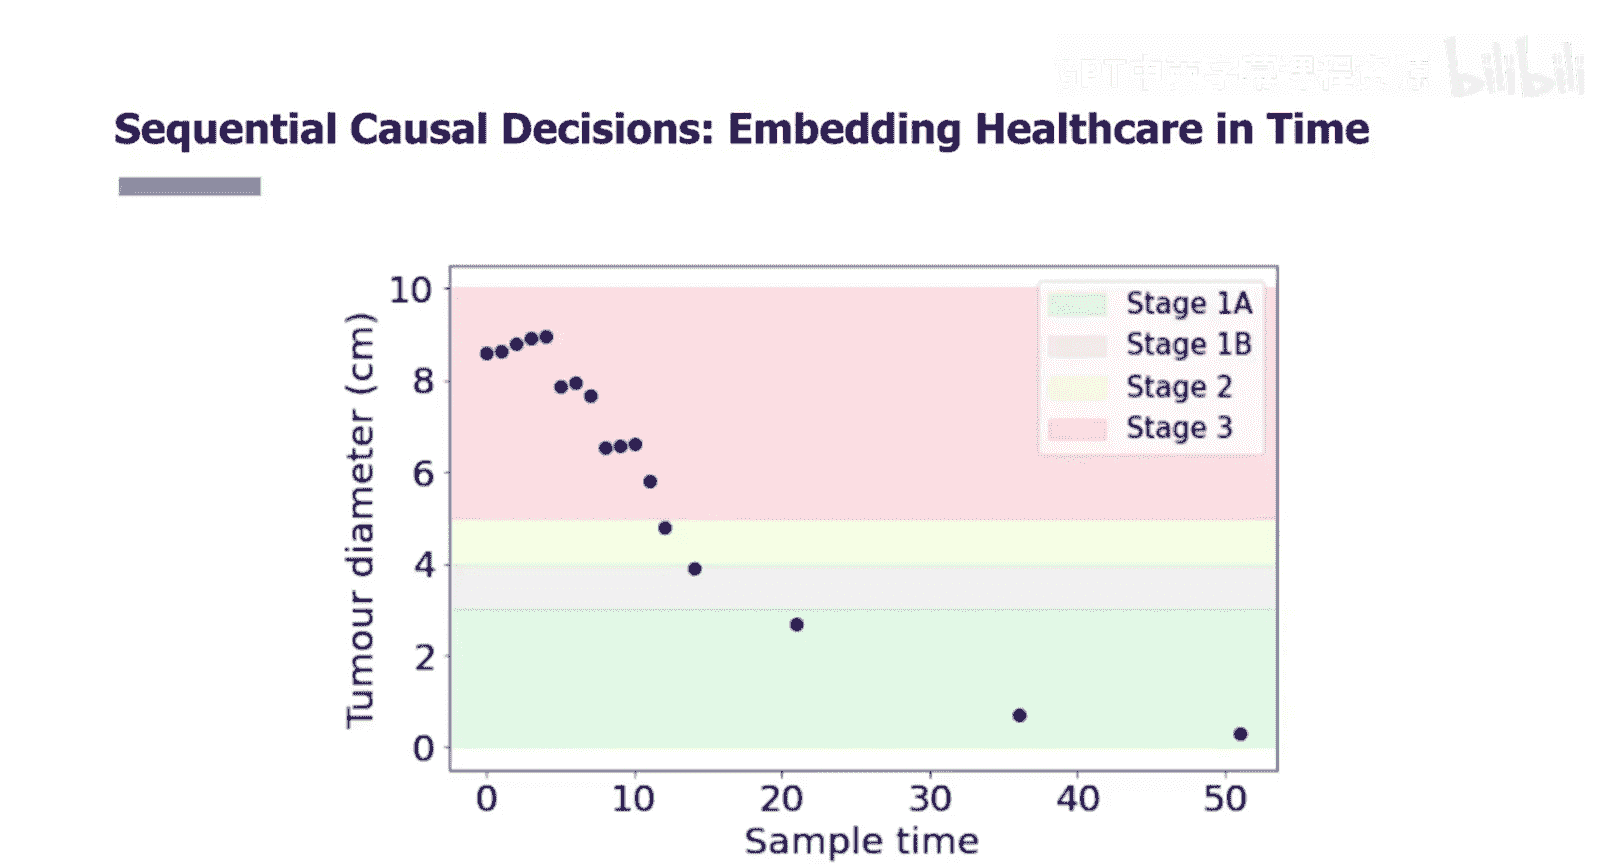 bilibili
Sequential Causal Decisions: Embedding Healthcare in Time
10
8
6
4
2
0
Tumour diameter (cm)
Stage 1A
Stage 1B
Stage 2
Stage 3
0 10 20 30 40 50
Sample time